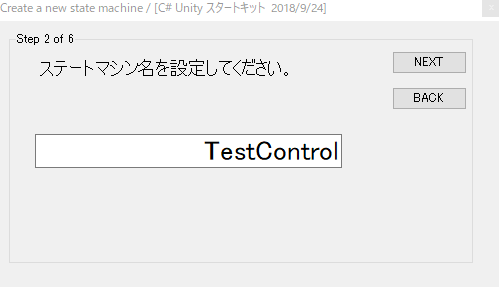 Create a new state machine / [C# Unity スタートキット 2018/9/24]
Step 2 of 6
ステートマシン名を設定してください。
NEXT
BACK
TestControl